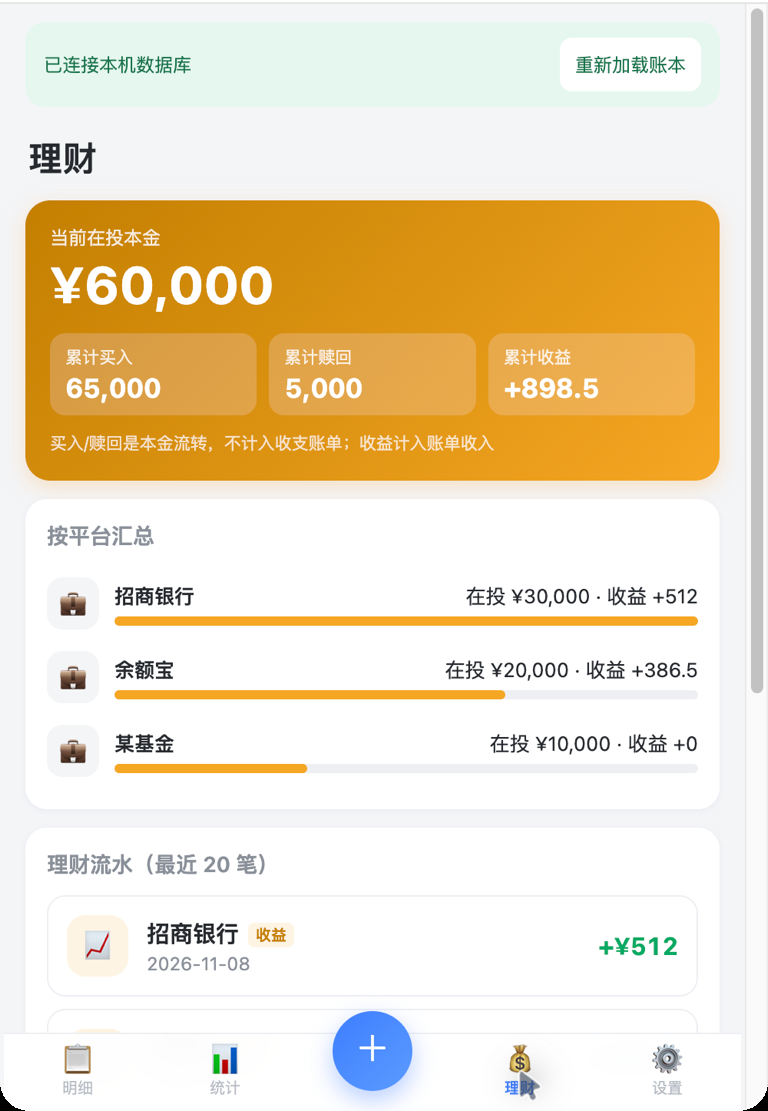 已连接本机数据库
重新加载账本
理财
当前在投本金
¥60,000
累计买入
65,000
累计赎回
5,000
累计收益
+898.5
买入/赎回是本金流转，不计入收支账单；收益计入账单收入
按平台汇总
招商银行
在投 ¥30,000 · 收益 +512
余额宝
在投 ¥20,000 · 收益 +386.5
某基金
在投 ¥10,000 · 收益 +0
理财流水（最近 20 笔）
招商银行 收益
2026-11-08
+¥512
明细
统计
理财
设置